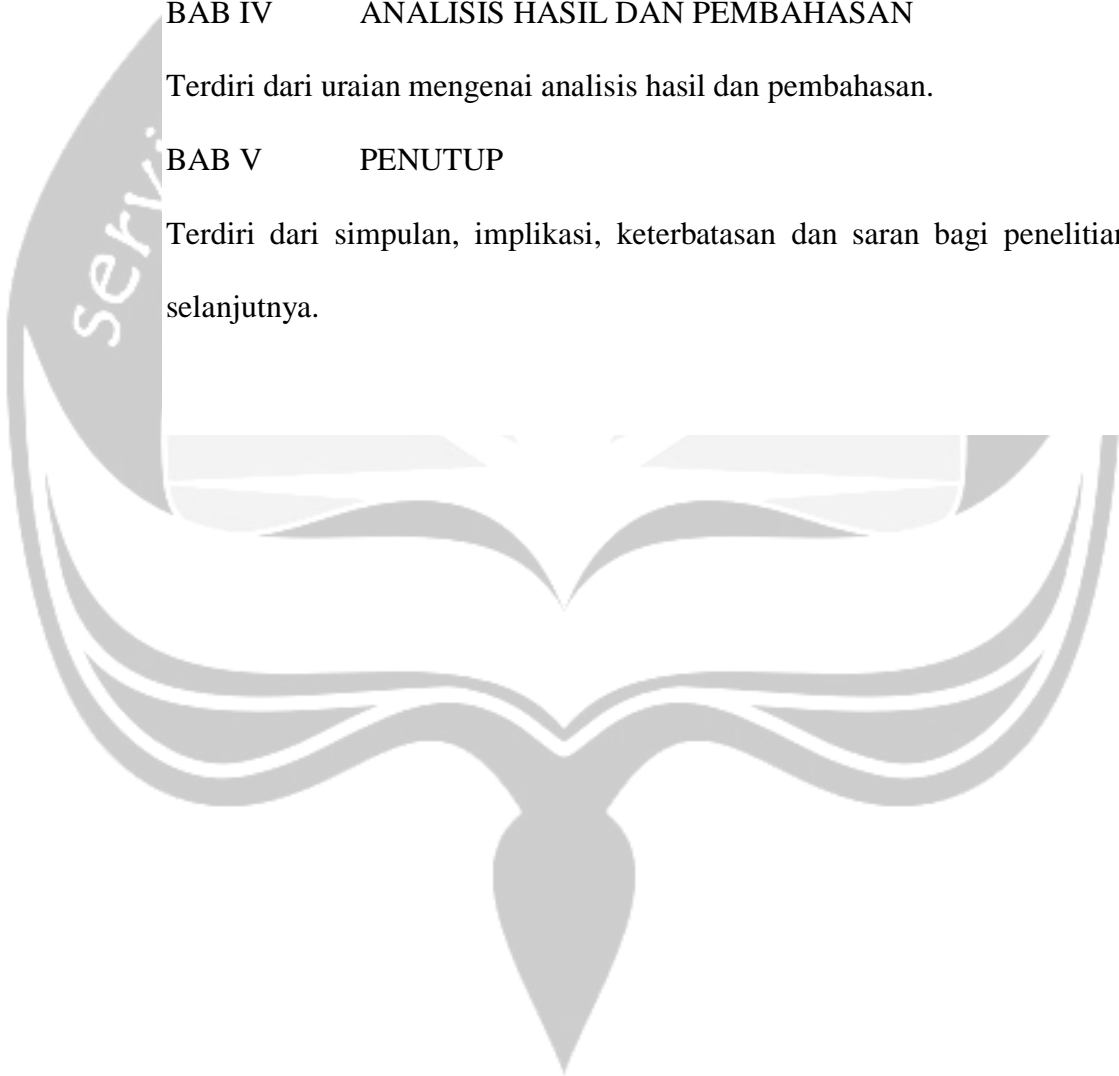 BAB IV ANALISIS HASIL DAN PEMBAHASAN
Terdiri dari uraian mengenai analisis hasil dan pembahasan.
BAB V PENUTUP
Terdiri dari simpulan, implikasi, keterbatasan dan saran bagi penelitian
selanjutnya.